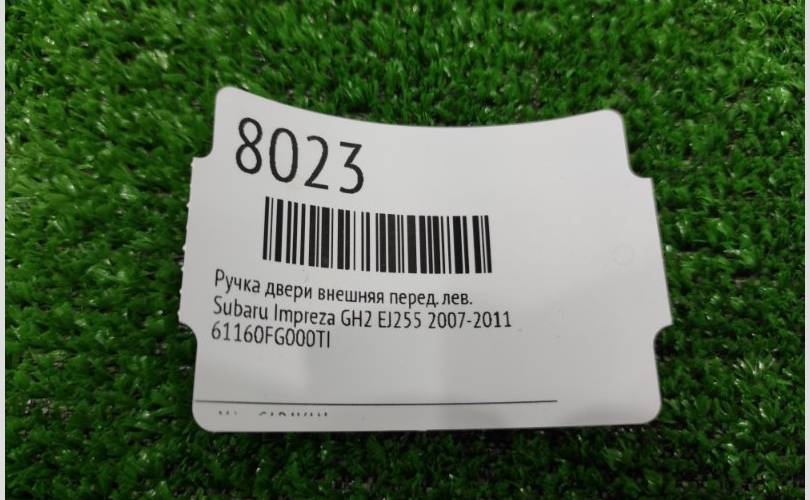 8023
Ручка двери внешняя перед. лев.
Subaru Impreza GH2 EJ255 2007-2011
61160FG000TI